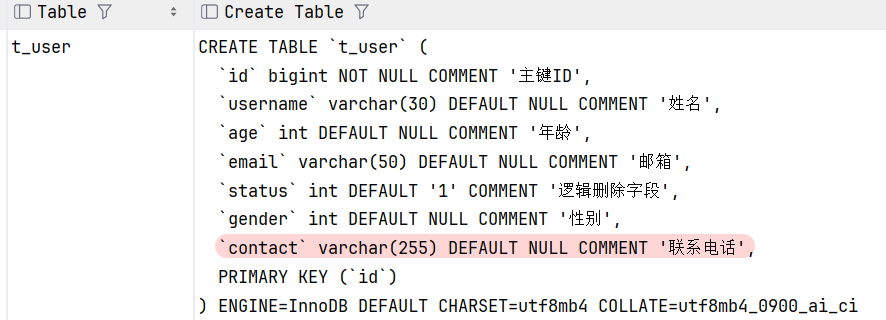 Table Create Table
t_user CREATE TABLE `t_user` (
`id` bigint NOT NULL COMMENT '主键ID',
`username` varchar(30) DEFAULT NULL COMMENT '姓名',
`age` int DEFAULT NULL COMMENT '年龄',
`email` varchar(50) DEFAULT NULL COMMENT '邮箱',
`status` int DEFAULT '1' COMMENT '逻辑删除字段',
`gender` int DEFAULT NULL COMMENT '性别',
`contact` varchar(255) DEFAULT NULL COMMENT '联系电话',
PRIMARY KEY (`id`)
) ENGINE=InnoDB DEFAULT CHARSET=utf8mb4 COLLATE=utf8mb4_0900_ai_ci